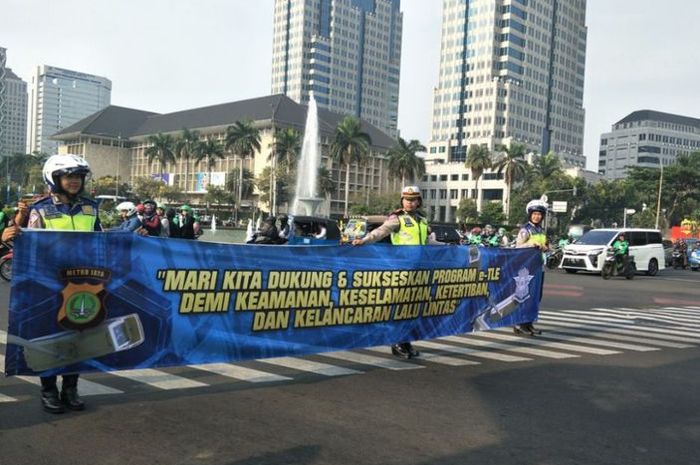 METRO JAYA
"MARI KITA DUKUNG & SUKSESKAN PROGRAM e-TLE
DEMI KEAMANAN, KESELAMATAN, KETERTIBAN,
DAN KELANCARAN LALU LINTAS"